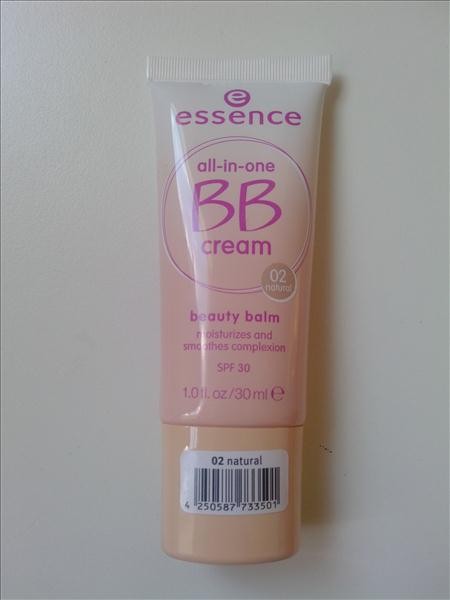 e
essence
all-in-one
BB
cream
02
natural
beauty balm
moisturizes and
smoothes complexion
SPF 30
1.0 fl. oz/30 ml ℮
02 natural
4 250587 733501